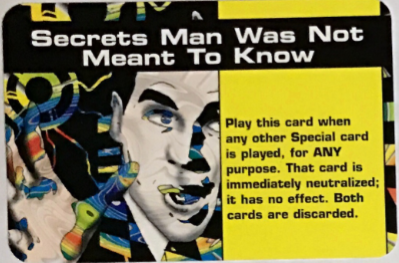 Secrets Man Was Not
Meant To Know
Play this card when
any other Special card
is played, for ANY
purpose. That card is
immediately neutralized;
it has no effect. Both
cards are discarded.